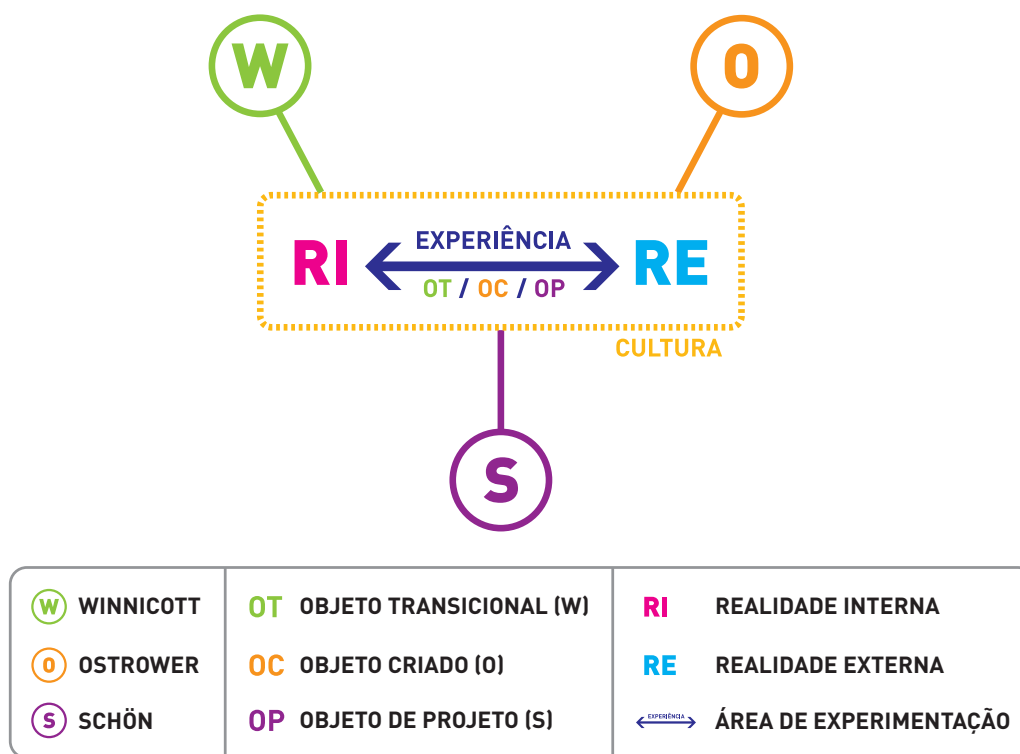 W
O
RI
EXPERIÊNCIA
RE
OT / OC / OP
CULTURA
S
W WINNICOTT
O OSTROWER
S SCHÖN
OT OBJETO TRANSICIONAL (W)
OC OBJETO CRIADO (O)
OP OBJETO DE PROJETO (S)
RI REALIDADE INTERNA
RE REALIDADE EXTERNA
EXPERIÊNCIA ÁREA DE EXPERIMENTAÇÃO